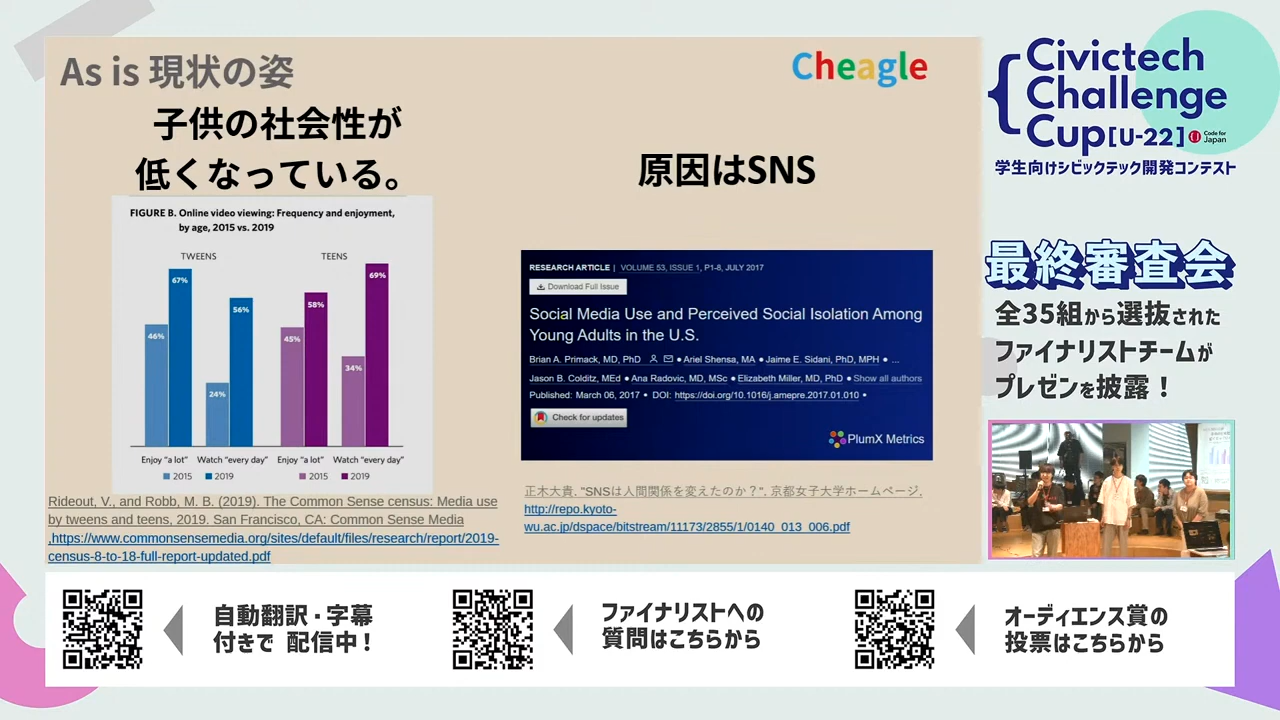 As is 現状の姿
Cheagle
子供の社会性が
低くなっている。
FIGURE B. Online video viewing: Frequency and enjoyment,
by age, 2015 vs. 2019
TWEENS
TEENS
46%
67%
24%
56%
45%
58%
34%
69%
Enjoy “a lot”
Watch “every day”
Enjoy “a lot”
Watch “every day”
2015
2019
2015
2019
Rideout, V., and Robb, M. B. (2019). The Common Sense census: Media use
by tweens and teens, 2019. San Francisco, CA: Common Sense Media
,https://www.commonsensemedia.org/sites/default/files/research/report/2019-
census-8-to-18-full-report-updated.pdf
原因はSNS
RESEARCH ARTICLE | VOLUME 53, ISSUE 1, P1-8, JULY 2017
Download Full Issue
Social Media Use and Perceived Social Isolation Among
Young Adults in the U.S.
Brian A. Primack, MD, PhD • Ariel Shensa, MA • Jaime E. Sidani, PhD, MPH • ...
Jason B. Colditz, MEd • Ana Radovic, MD, MSc • Elizabeth Miller, MD, PhD • Show all authors
Published: March 06, 2017 • DOI: https://doi.org/10.1016/j.amepre.2017.01.010 •
Check for updates
PlumX Metrics
正木大貴, "SNSは人間関係を変えたのか？", 京都女子大学ホームページ,
http://repo.kyoto-
wu.ac.jp/dspace/bitstream/11173/2855/1/0140_013_006.pdf
Civictech
Challenge
Cup[U-22]
Code for
Japan
学生向けシビックテック開発コンテスト
最終審査会
全35組から選抜された
ファイナリストチームが
プレゼンを披露！
自動翻訳・字幕
付きで 配信中！
ファイナリストへの
質問はこちらから
オーディエンス賞の
投票はこちらから